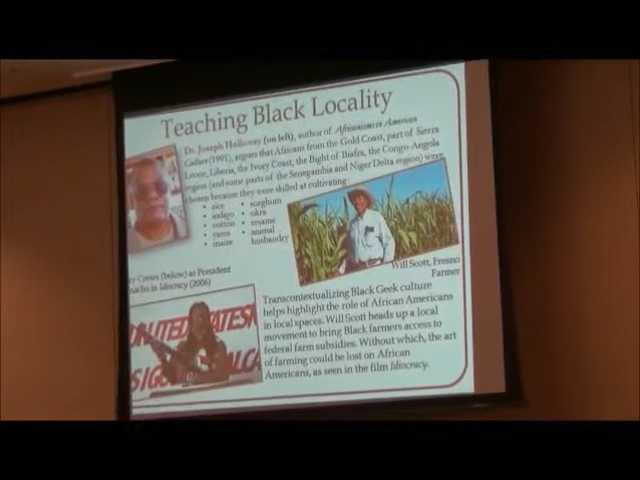 Teaching Black Locality
Dr. Joseph Holloway (on left), author of Africanisms in American
Culture (1991), argues that Africans from the Gold Coast, part of Sierra
Leone, Liberia, the Ivory Coast, the Bight of Biafra, the Congo-Angola
region (and some parts of the Senegambia and Niger Delta region) were
chosen because they were skilled at cultivating:
• rice
• indigo
• cotton
• yams
• maize
• sorghum
• okra
• sesame
• animal
husbandry
Will Scott, Fresno
Farmer
ry Crews (below) as President
macho in Idiocracy (2006)
UNITED STATES
Transcontextualizing Black Geek culture
helps highlight the role of African Americans
in local spaces. Will Scott heads up a local
movement to bring Black farmers access to
federal farm subsidies. Without which, the art
of farming could be lost on African
Americans, as seen in the film Idiocracy.